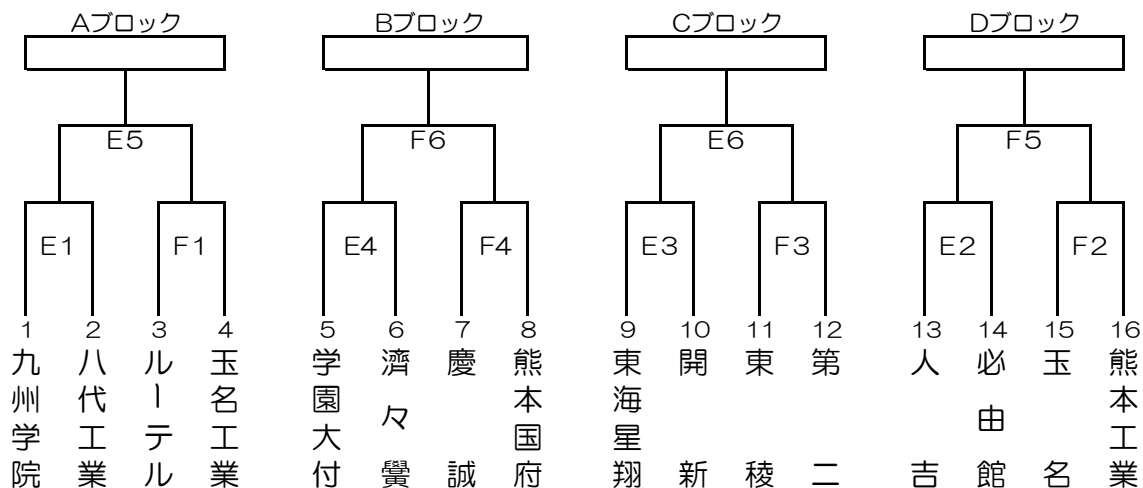 Aブロック Bブロック Cブロック Dブロック
E5 F6 E6 F5
E1 F1 E4 F4 E3 F3 E2 F2
1 2 3 4 5 6 7 8 9 10 11 12 13 14 15 16
九州学院
八代工業
ルーテル
玉名工業
学園大付
濟々黌
慶誠
熊本国府
東海星翔
開新
東稜
第二
人吉
必由館
玉名
熊本工業